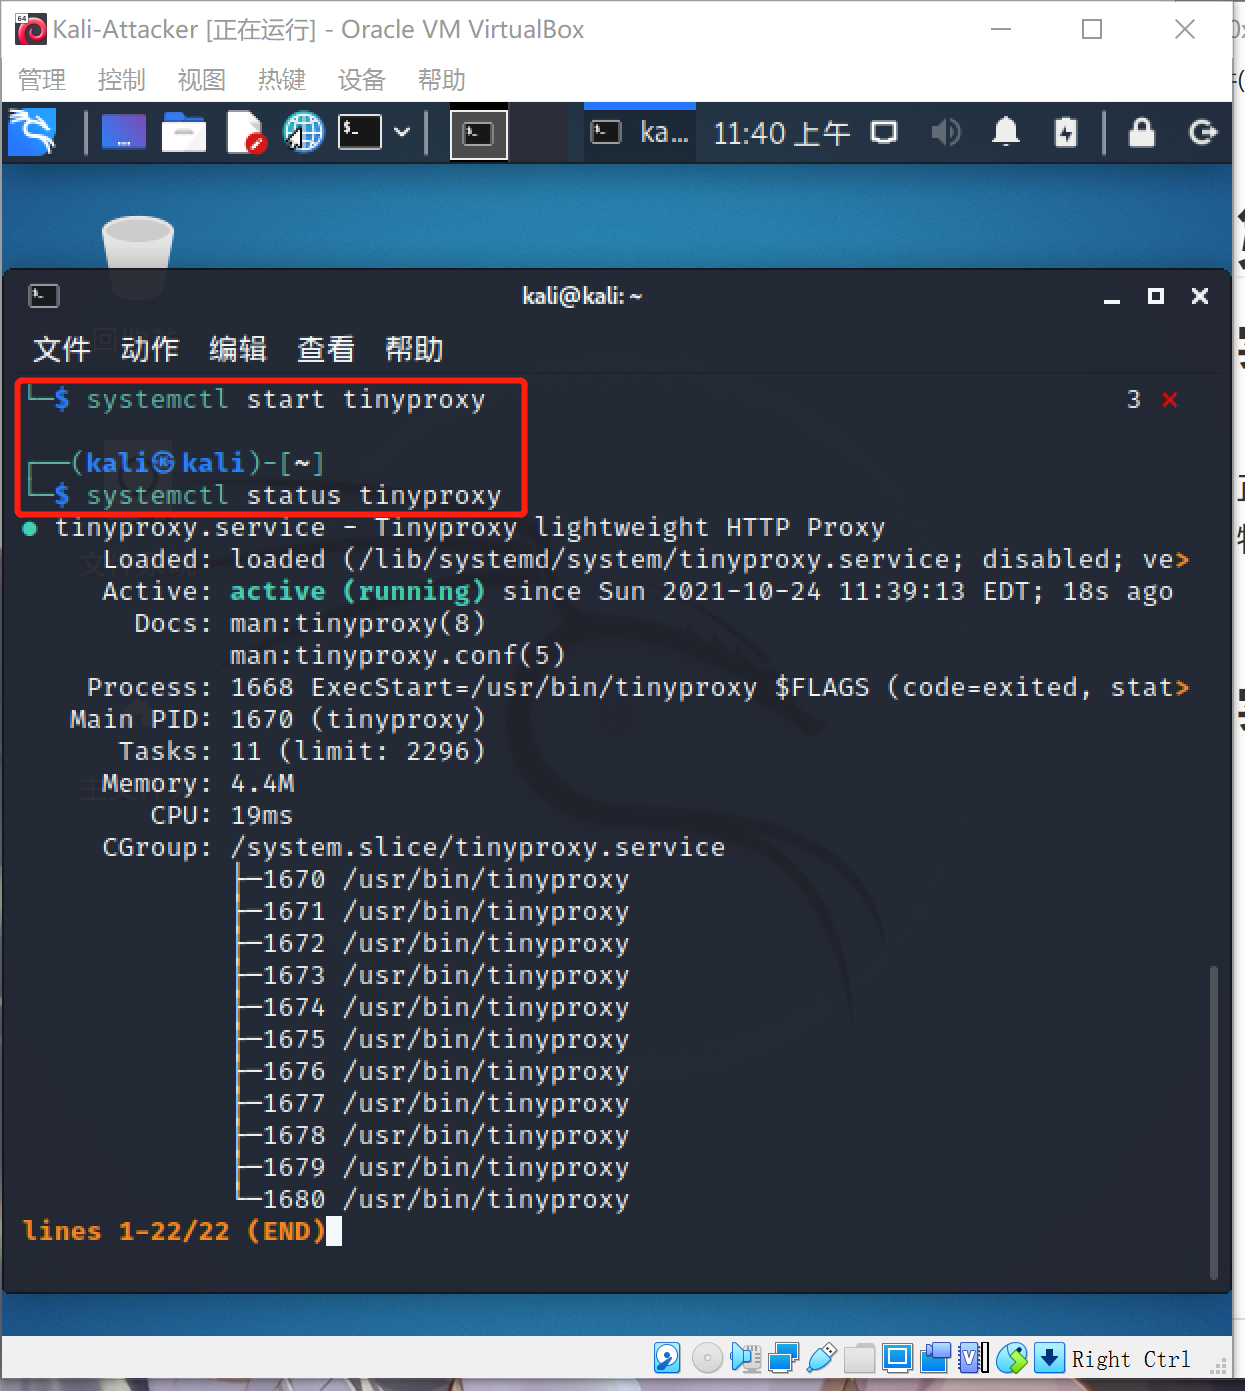 Kali-Attacker [正在运行] - Oracle VM VirtualBox
管理 控制 视图 热键 设备 帮助
ka... 11:40 上午
kali@kali: ~
文件 动作 编辑 查看 帮助
└─$ systemctl start tinyproxy 3 ⨯
┌──(kali㉿kali)-[~]
└─$ systemctl status tinyproxy
● tinyproxy.service - Tinyproxy lightweight HTTP Proxy
Loaded: loaded (/lib/systemd/system/tinyproxy.service; disabled; ve>
Active: active (running) since Sun 2021-10-24 11:39:13 EDT; 18s ago
Docs: man:tinyproxy(8)
man:tinyproxy.conf(5)
Process: 1668 ExecStart=/usr/bin/tinyproxy $FLAGS (code=exited, stat>
Main PID: 1670 (tinyproxy)
Tasks: 11 (limit: 2296)
Memory: 4.4M
CPU: 19ms
CGroup: /system.slice/tinyproxy.service
├─1670 /usr/bin/tinyproxy
├─1671 /usr/bin/tinyproxy
├─1672 /usr/bin/tinyproxy
├─1673 /usr/bin/tinyproxy
├─1674 /usr/bin/tinyproxy
├─1675 /usr/bin/tinyproxy
├─1676 /usr/bin/tinyproxy
├─1677 /usr/bin/tinyproxy
├─1678 /usr/bin/tinyproxy
├─1679 /usr/bin/tinyproxy
└─1680 /usr/bin/tinyproxy
lines 1-22/22 (END)
Right Ctrl